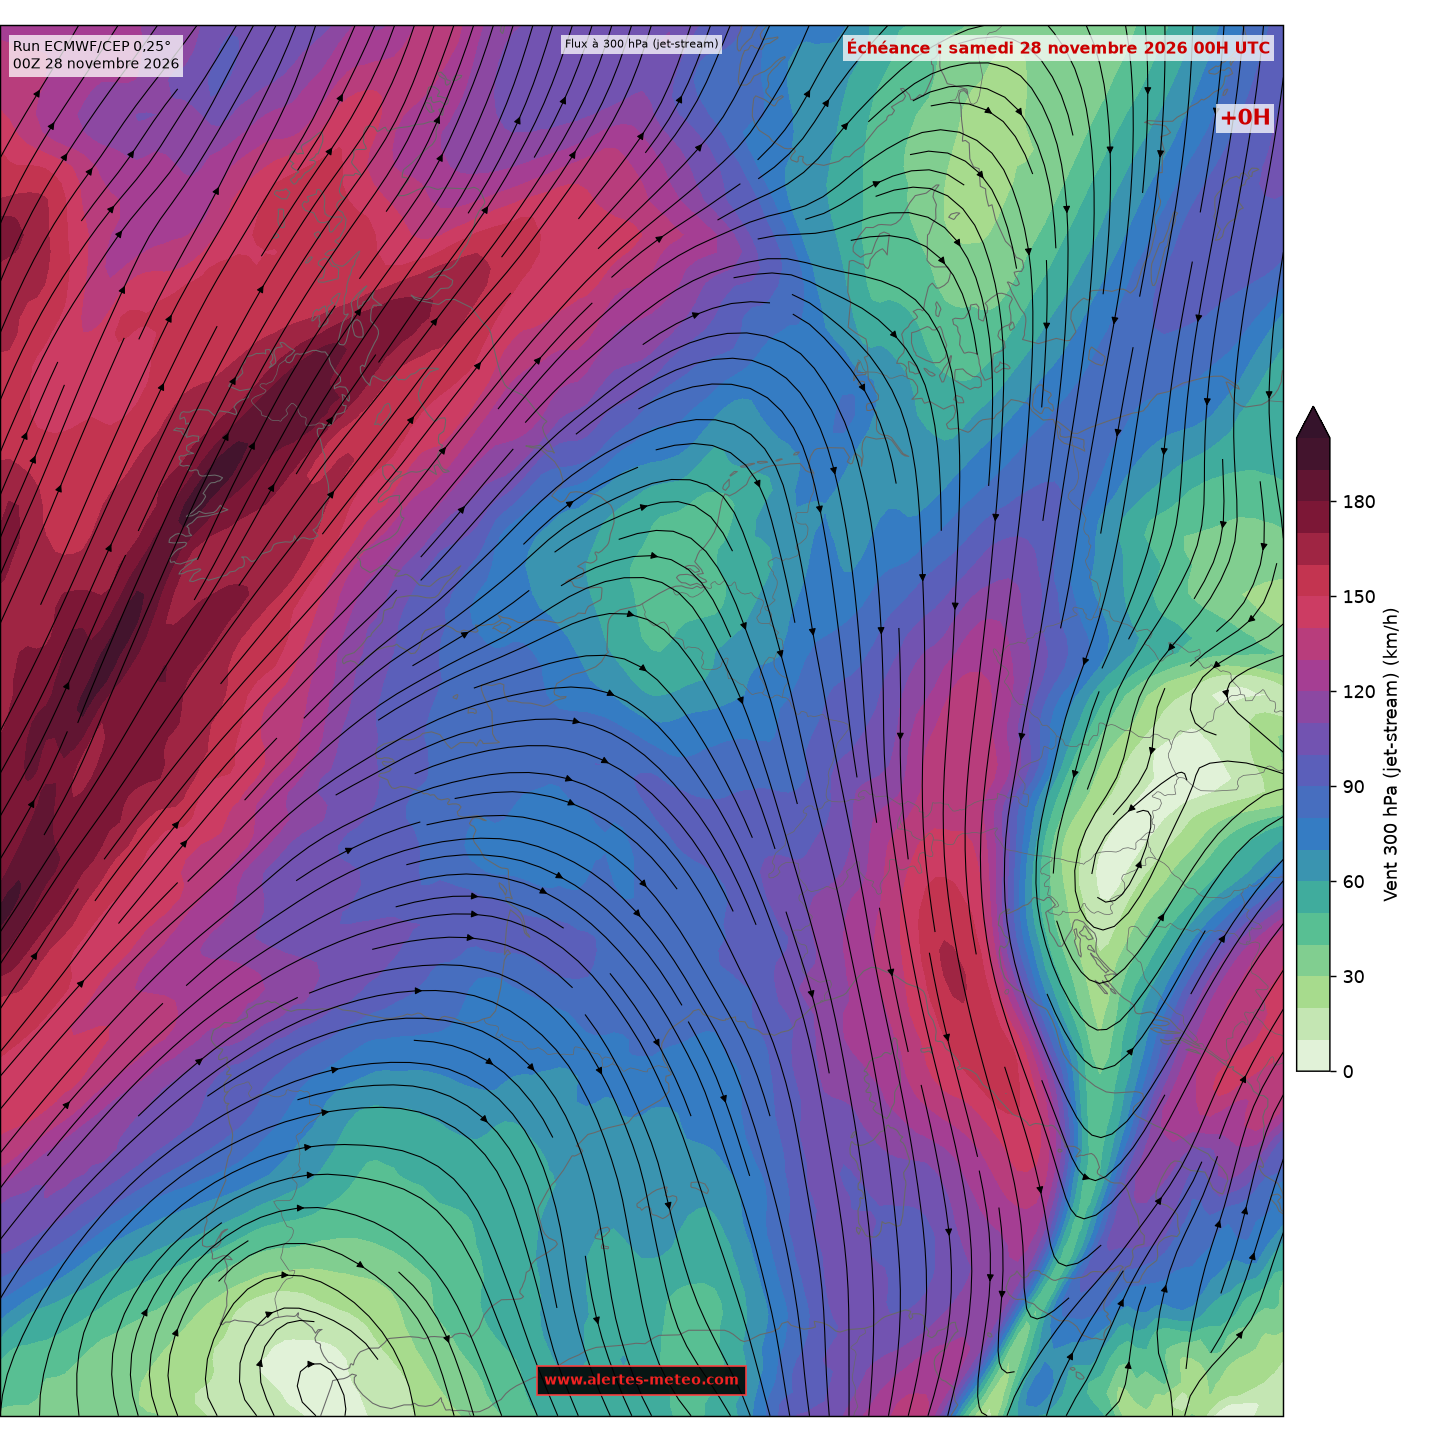 Run ECMWF/CEP 0,25°
00Z 28 novembre 2026
Flux à 300 hPa (jet-stream)
Échéance : samedi 28 novembre 2026 00H UTC
+0H
180
150
120
90
60
30
0
Vent 300 hPa (jet-stream) (km/h)
www.alertes-meteo.com